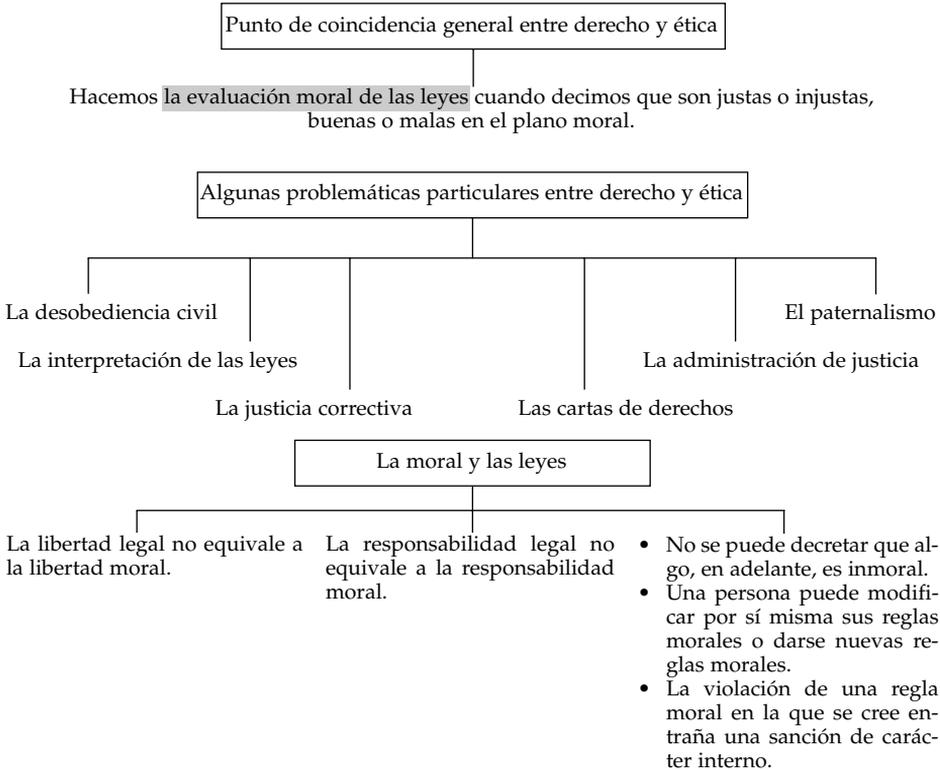 Punto de coincidencia general entre derecho y ética
Hacemos la evaluación moral de las leyes cuando decimos que son justas o injustas,
buenas o malas en el plano moral.
Algunas problemáticas particulares entre derecho y ética
La desobediencia civil
El paternalismo
La interpretación de las leyes
La administración de justicia
La justicia correctiva
Las cartas de derechos
La moral y las leyes
La libertad legal no equivale a
la libertad moral.
La responsabilidad legal no
equivale a la responsabilidad
moral.
• No se puede decretar que al-
go, en adelante, es inmoral.
• Una persona puede modifi-
car por sí misma sus reglas
morales o darse nuevas re-
glas morales.
• La violación de una regla
moral en la que se cree en-
traña una sanción de carác-
ter interno.